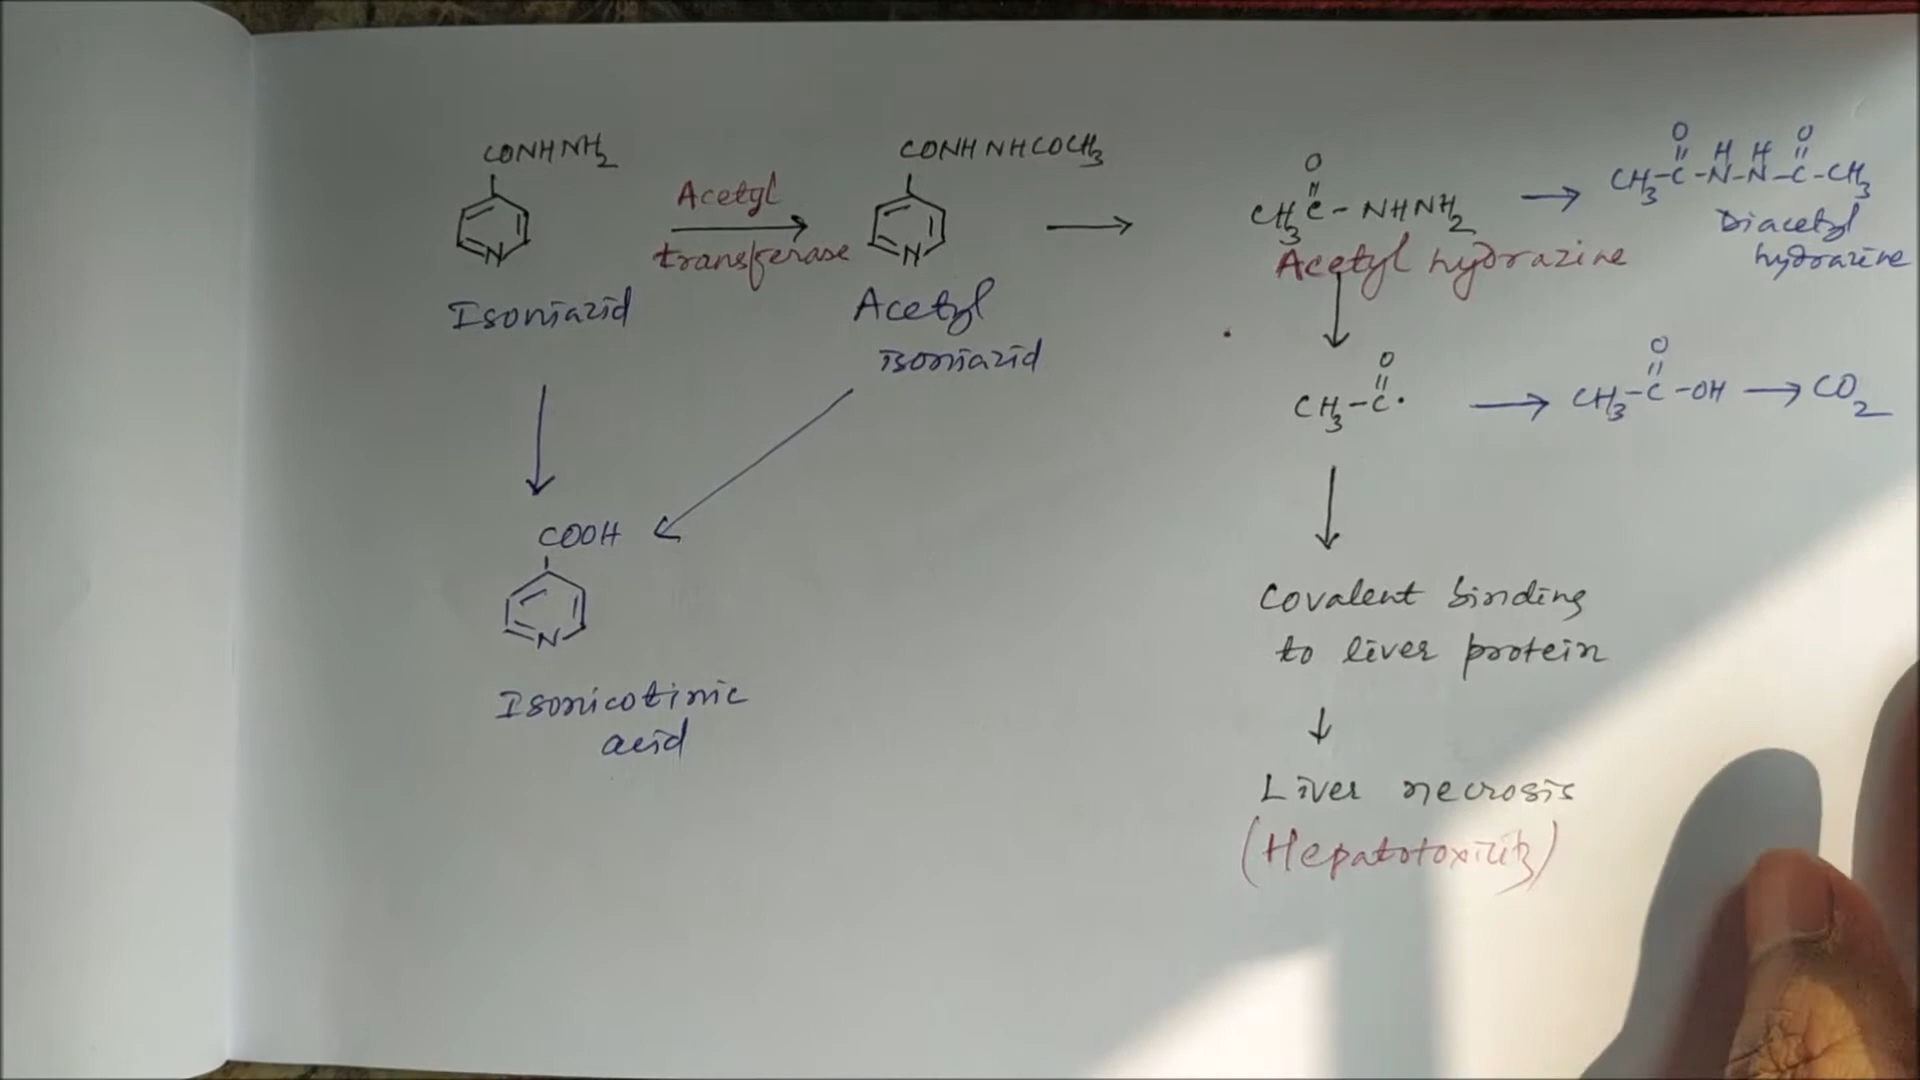 CONHNH2
N
Isoniazid
Acetyl
transferase
CONHNHCOCH3
N
Acetyl
isoniazid
O
CH3C-NHNH2
Acetyl hydrazine
O H H O
CH3-C-N-N-C-CH3
Diacetyl
hydrazine
O
CH3-C•
O
CH3-C-OH
CO2
COOH
N
Isonicotinic
acid
Covalent binding
to liver protein
Liver necrosis
(Hepatotoxicity)